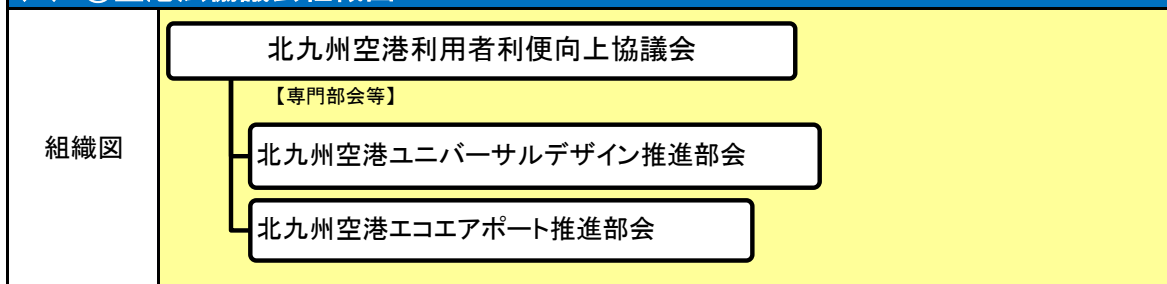 北九州空港利用者利便向上協議会
【専門部会等】
組織図
北九州空港ユニバーサルデザイン推進部会
北九州空港エコエアポート推進部会